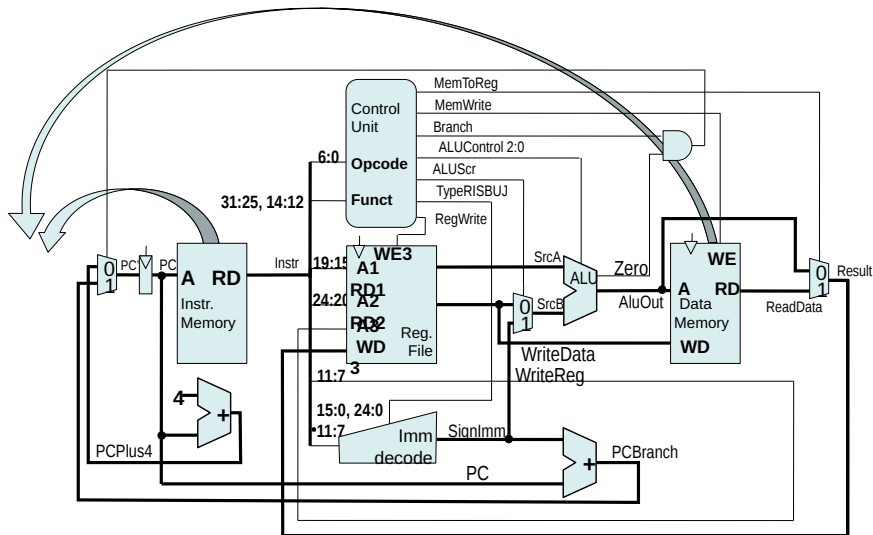 MemToReg
Control
Unit
MemWrite
Branch
ALUControl 2:0
6:0
Opcode
ALUScr
TypeRISBUJ
31:25, 14:12
Funct
RegWrite
0
1
PC'
PC
A RD
Instr.
Memory
Instr
19:15
WE3
A1
RD1
24:20
A2
RD2
A3
Reg.
File
WD
3
SrcA
0
1
SrcB
ALU
Zero
AluOut
WE
A
RD
Data
Memory
WD
0
1
Result
ReadData
WriteData
WriteReg
11:7
4
+
PCPlus4
15:0, 24:0
11:7
Imm
decode
SignImm
PC
+
PCBranch